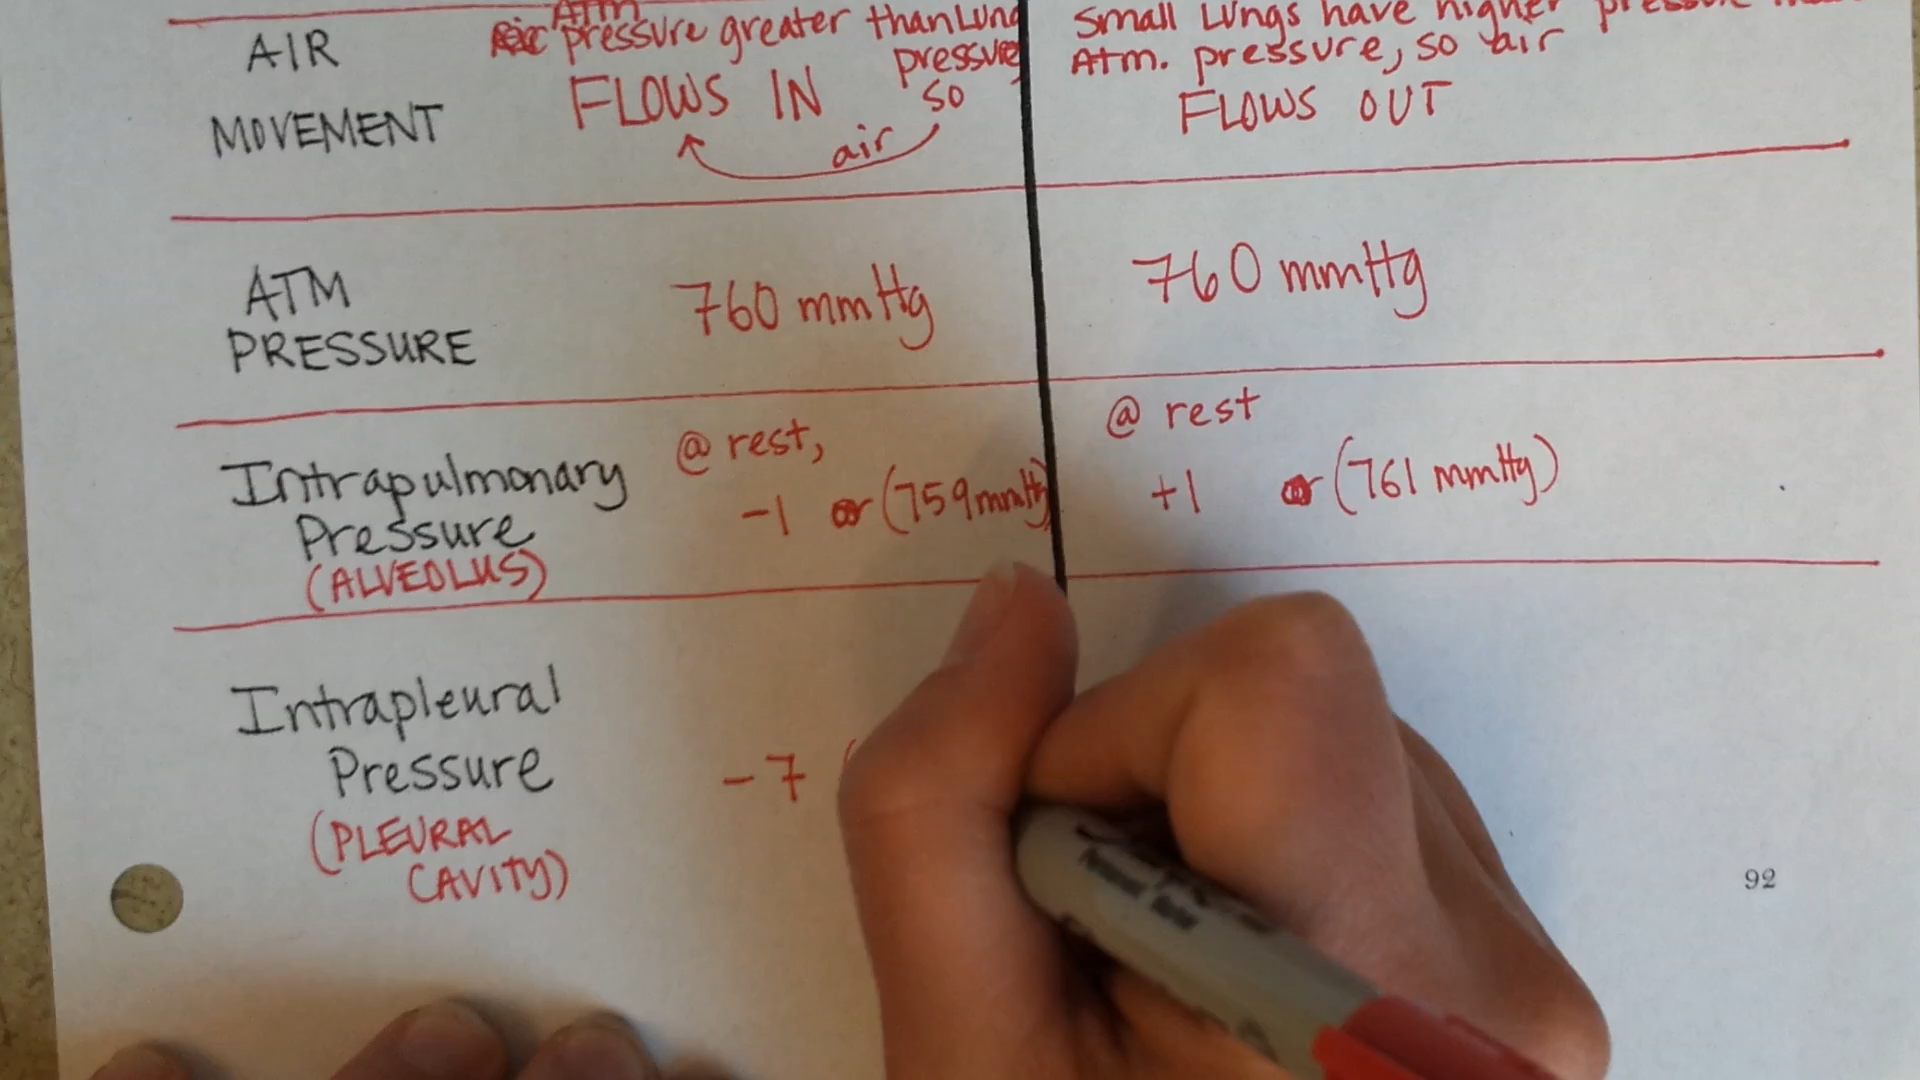 AIR
MOVEMENT
ATM
pressure greater than Lung
pressure
so
FLOWS IN
air
Small Lungs have higher pressure
Atm. pressure, so air
FLOWS OUT
ATM
PRESSURE
760 mmHg
760 mmHg
Intrapulmonary
Pressure
(ALVEOLUS)
@ rest,
-1 or (759mmHg)
@ rest
+1 or (761 mmHg)
Intrapleural
Pressure
(PLEURAL
CAVITY)
-7 (
92